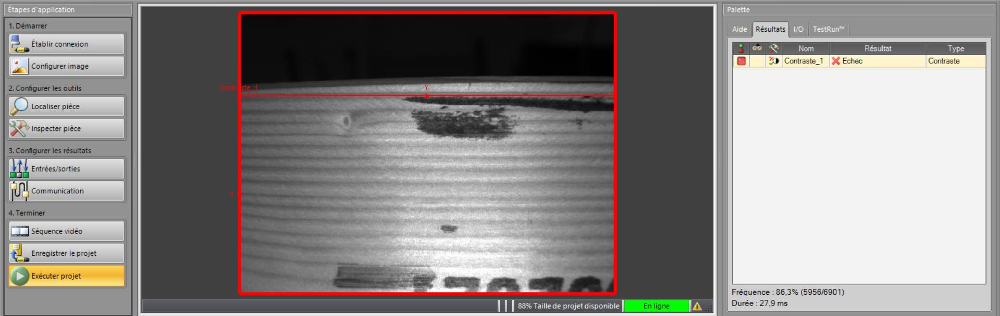 Étapes d'application
1. Démarrer
Établir connexion
Configurer image
2. Configurer les outils
Localiser pièce
Inspecter pièce
3. Configurer les résultats
Entrées/sorties
Communication
4. Terminer
Séquence vidéo
Enregistrer le projet
Exécuter projet
Contraste_1
Y
X
88% Taille de projet disponible
En ligne
Palette
Aide Résultats I/O TestRun™
Nom Résultat Type
Contraste_1 Echec Contraste
Fréquence : 86,3% (5956/6901)
Durée : 27,9 ms